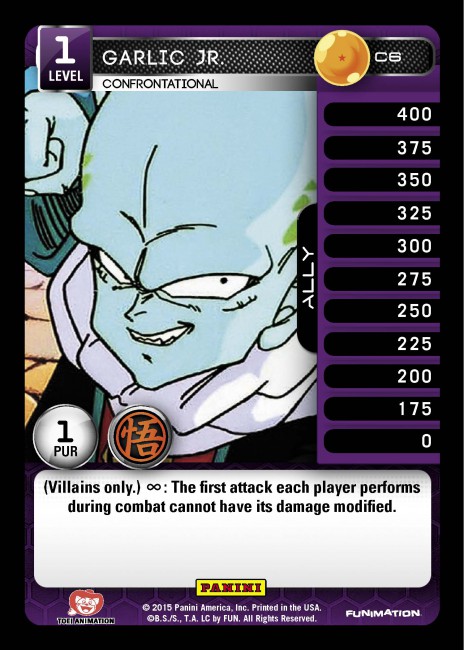 1
LEVEL
GARLIC JR.
C6
CONFRONTATIONAL
400
375
350
325
300
275
250
225
200
175
0
ALLY
1
PUR
悟
(Villains only.) ∞: The first attack each player performs
during combat cannot have its damage modified.
PANINI
TOEI ANIMATION
© 2015 Panini America, Inc. Printed in the USA.
©B.S./S., T.A. LC by FUN. All Rights Reserved.
FUNIMATION